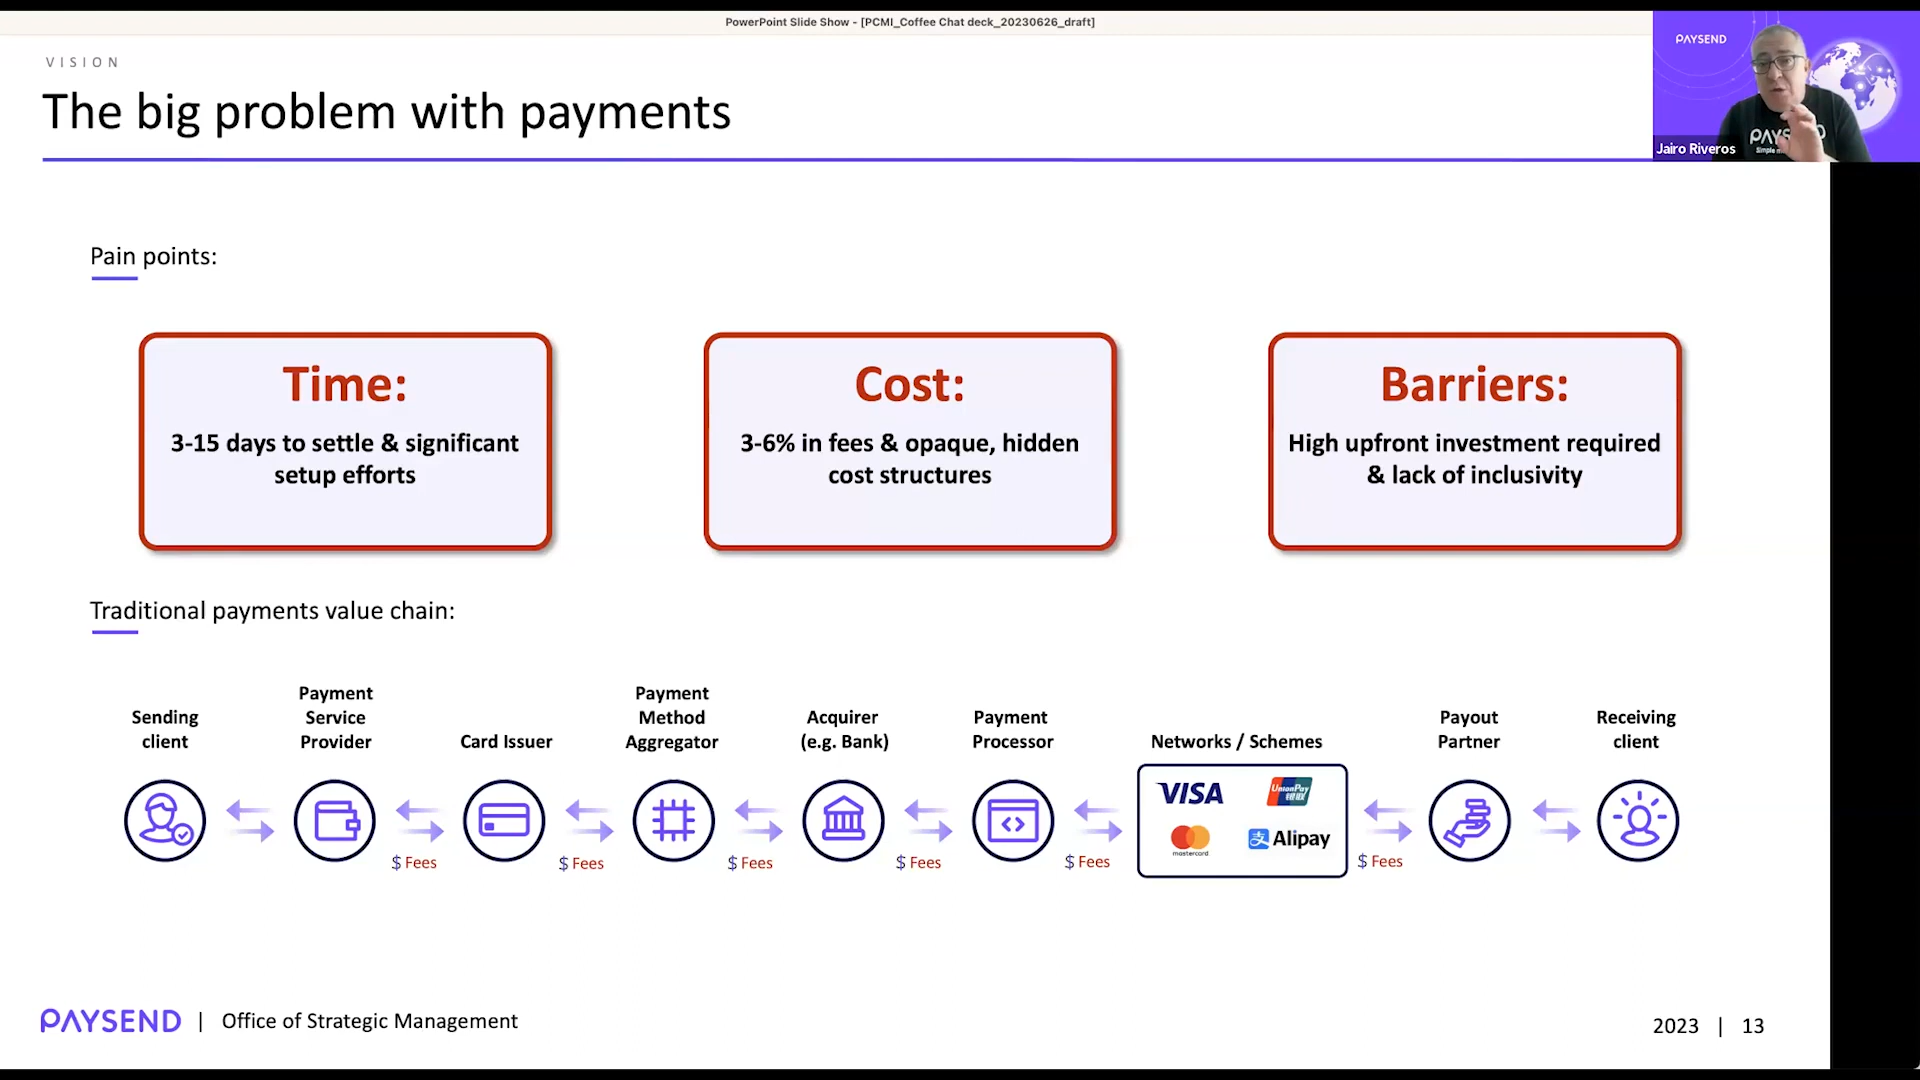 PowerPoint Slide Show - [PCMI_Coffee Chat deck_20230626_draft]
PAYSEND
Jairo Riveros
VISION
The big problem with payments
Pain points:
Time:
3-15 days to settle & significant
setup efforts
Cost:
3-6% in fees & opaque, hidden
cost structures
Barriers:
High upfront investment required
& lack of inclusivity
Traditional payments value chain:
Sending
client
Payment
Service
Provider
Card Issuer
Payment
Method
Aggregator
Acquirer
(e.g. Bank)
Payment
Processor
Networks / Schemes
Payout
Partner
Receiving
client
VISA
UnionPay
银联
mastercard
支 Alipay
$ Fees
$ Fees
$ Fees
$ Fees
$ Fees
$ Fees
PAYSEND | Office of Strategic Management
2023 | 13